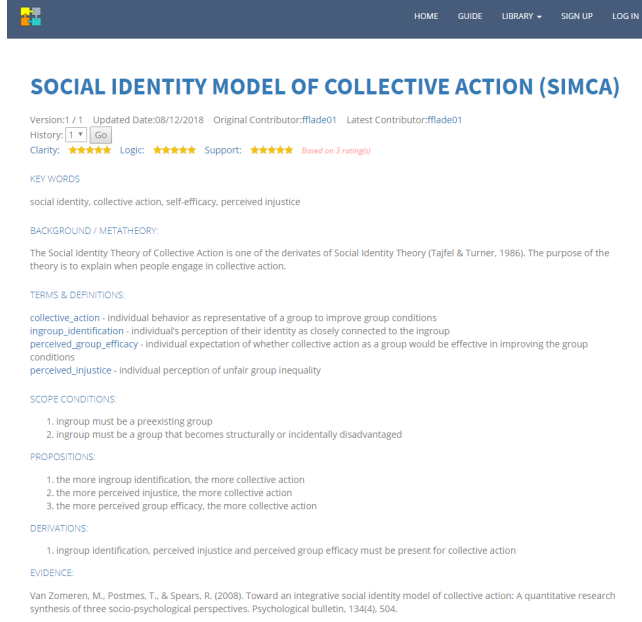 HOME GUIDE LIBRARY SIGN UP LOG IN
SOCIAL IDENTITY MODEL OF COLLECTIVE ACTION (SIMCA)
Version:1 / 1 Updated Date:08/12/2018 Original Contributor:fflade01 Latest Contributor:fflade01
History: 1 Go
Clarity: Logic: Support: Based on 3 rating(s)
KEY WORDS
social identity, collective action, self-efficacy, perceived injustice
BACKGROUND / METATHEORY:
The Social Identity Theory of Collective Action is one of the derivates of Social Identity Theory (Tajfel & Turner, 1986). The purpose of the
theory is to explain when people engage in collective action.
TERMS & DEFINITIONS:
collective_action - individual behavior as representative of a group to improve group conditions
ingroup_identification - individual's perception of their identity as closely connected to the ingroup
perceived_group_efficacy - individual expectation of whether collective action as a group would be effective in improving the group
conditions
perceived_injustice - individual perception of unfair group inequality
SCOPE CONDITIONS:
1. ingroup must be a preexisting group
2. ingroup must be a group that becomes structurally or incidentally disadvantaged
PROPOSITIONS:
1. the more ingroup identification, the more collective action
2. the more perceived injustice, the more collective action
3. the more perceived group efficacy, the more collective action
DERIVATIONS:
1. ingroup identification, perceived injustice and perceived group efficacy must be present for collective action
EVIDENCE:
Van Zomeren, M., Postmes, T., & Spears, R. (2008). Toward an integrative social identity model of collective action: A quantitative research
synthesis of three socio-psychological perspectives. Psychological bulletin, 134(4), 504.